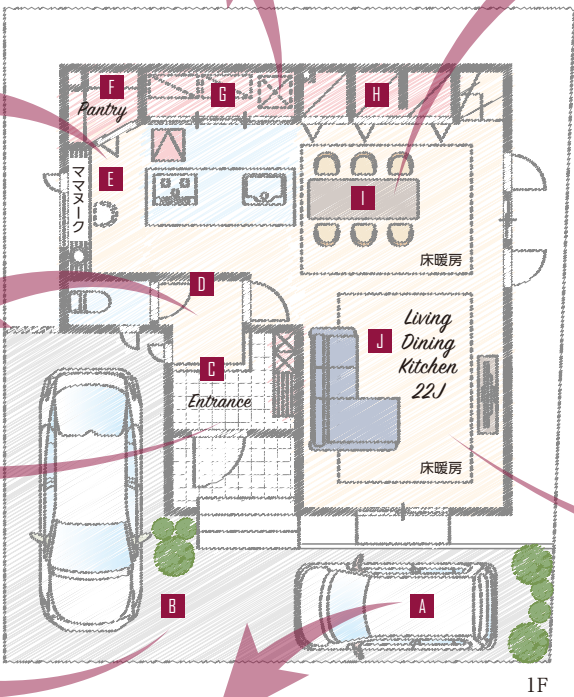 F
Pantry
G
H
E
ママヌーク
I
床暖房
D
J
Living
Dining
Kitchen
22J
C
Entrance
床暖房
B
A
1F